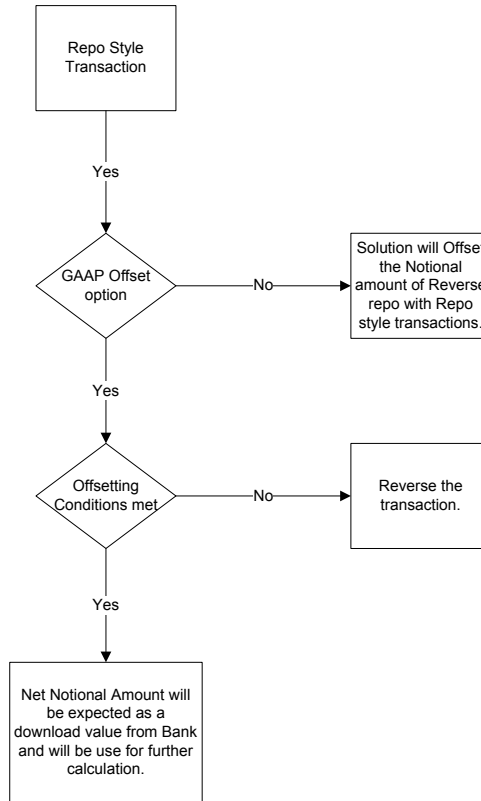 Repo Style
Transaction
Yes
GAAP Offset
option
No
Solution will Offset
the Notional
amount of Reverse
repo with Repo
style transactions.
Yes
Offsetting
Conditions met
No
Reverse the
transaction.
Yes
Net Notional Amount will
be expected as a
download value from Bank
and will be use for further
calculation.